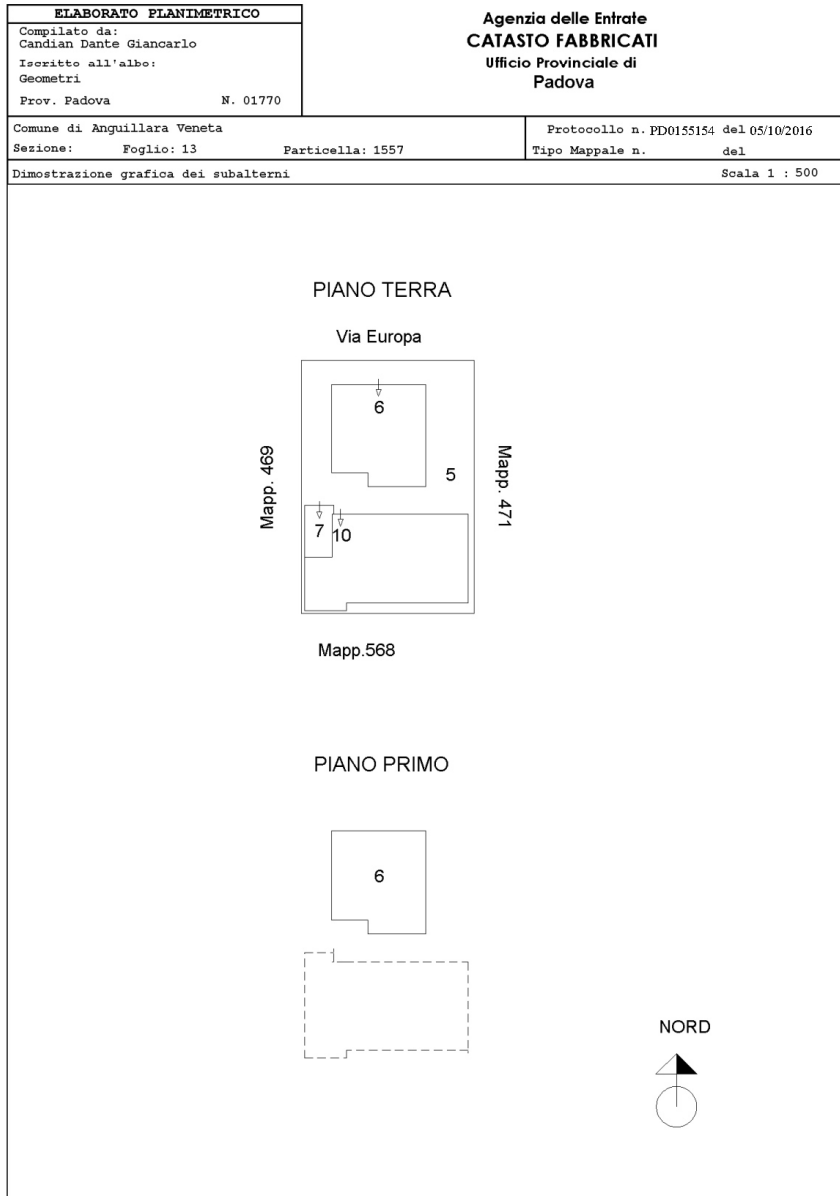 ELABORATO PLANIMETRICO
Compilato da:
Candian Dante Giancarlo
Iscritto all'albo:
Geometri
Prov. Padova N. 01770
Agenzia delle Entrate
CATASTO FABBRICATI
Ufficio Provinciale di
Padova
Comune di Anguillara Veneta
Sezione: Foglio: 13 Particella: 1557
Protocollo n. PD0155154 del 05/10/2016
Tipo Mappale n. del
Dimostrazione grafica dei subalterni Scala 1 : 500
PIANO TERRA
Via Europa
6
5
Mapp. 469
Mapp. 471
7
10
Mapp.568
PIANO PRIMO
6
NORD